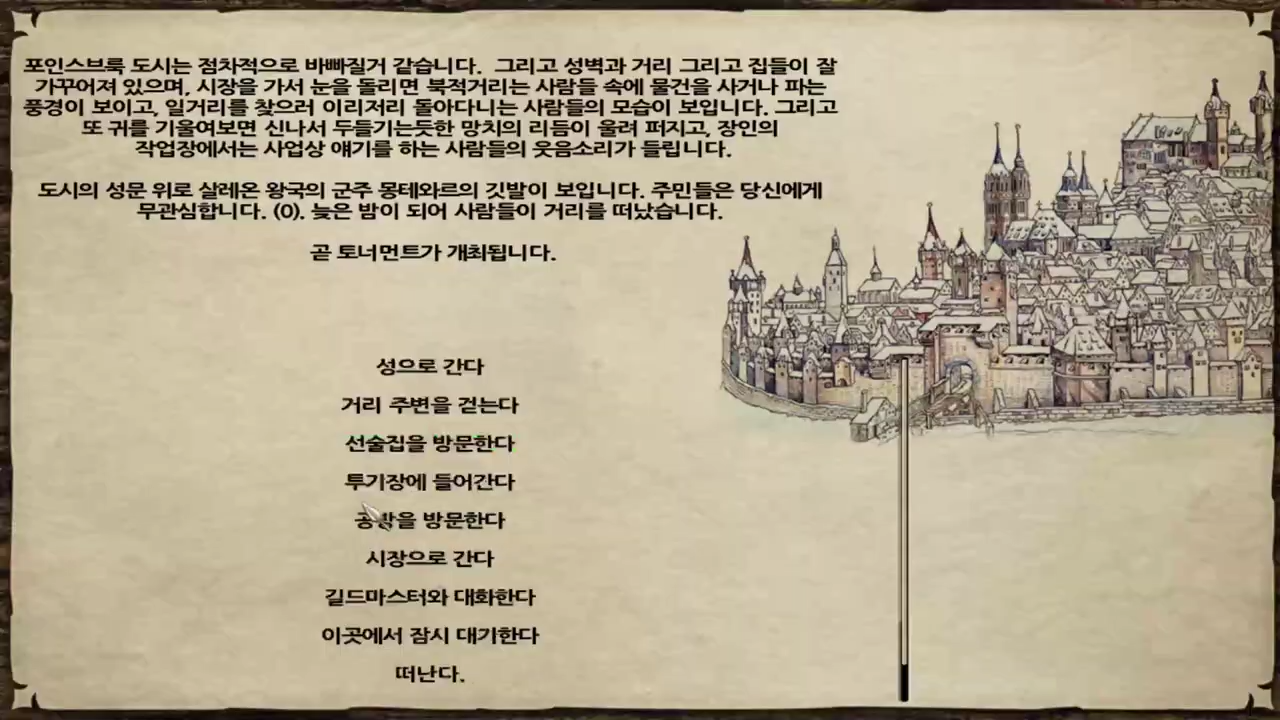 포인스브룩 도시는 점차적으로 바빠질거 같습니다. 그리고 성벽과 거리 그리고 집들이 잘
가꾸어져 있으며, 시장을 가서 눈을 돌리면 북적거리는 사람들 속에 물건을 사거나 파는
풍경이 보이고, 일거리를 찾으러 이리저리 돌아다니는 사람들의 모습이 보입니다. 그리고
또 귀를 기울여보면 신나서 두들기는듯한 망치의 리듬이 울려 퍼지고, 장인의
작업장에서는 사업상 얘기를 하는 사람들의 웃음소리가 들립니다.
도시의 성문 위로 살레온 왕국의 군주 몽테와르의 깃발이 보입니다. 주민들은 당신에게
무관심합니다. (0). 늦은 밤이 되어 사람들이 거리를 떠났습니다.
곧 토너먼트가 개최됩니다.
성으로 간다
거리 주변을 걷는다
선술집을 방문한다
투기장에 들어간다
공방을 방문한다
시장으로 간다
길드마스터와 대화한다
이곳에서 잠시 대기한다
떠난다.